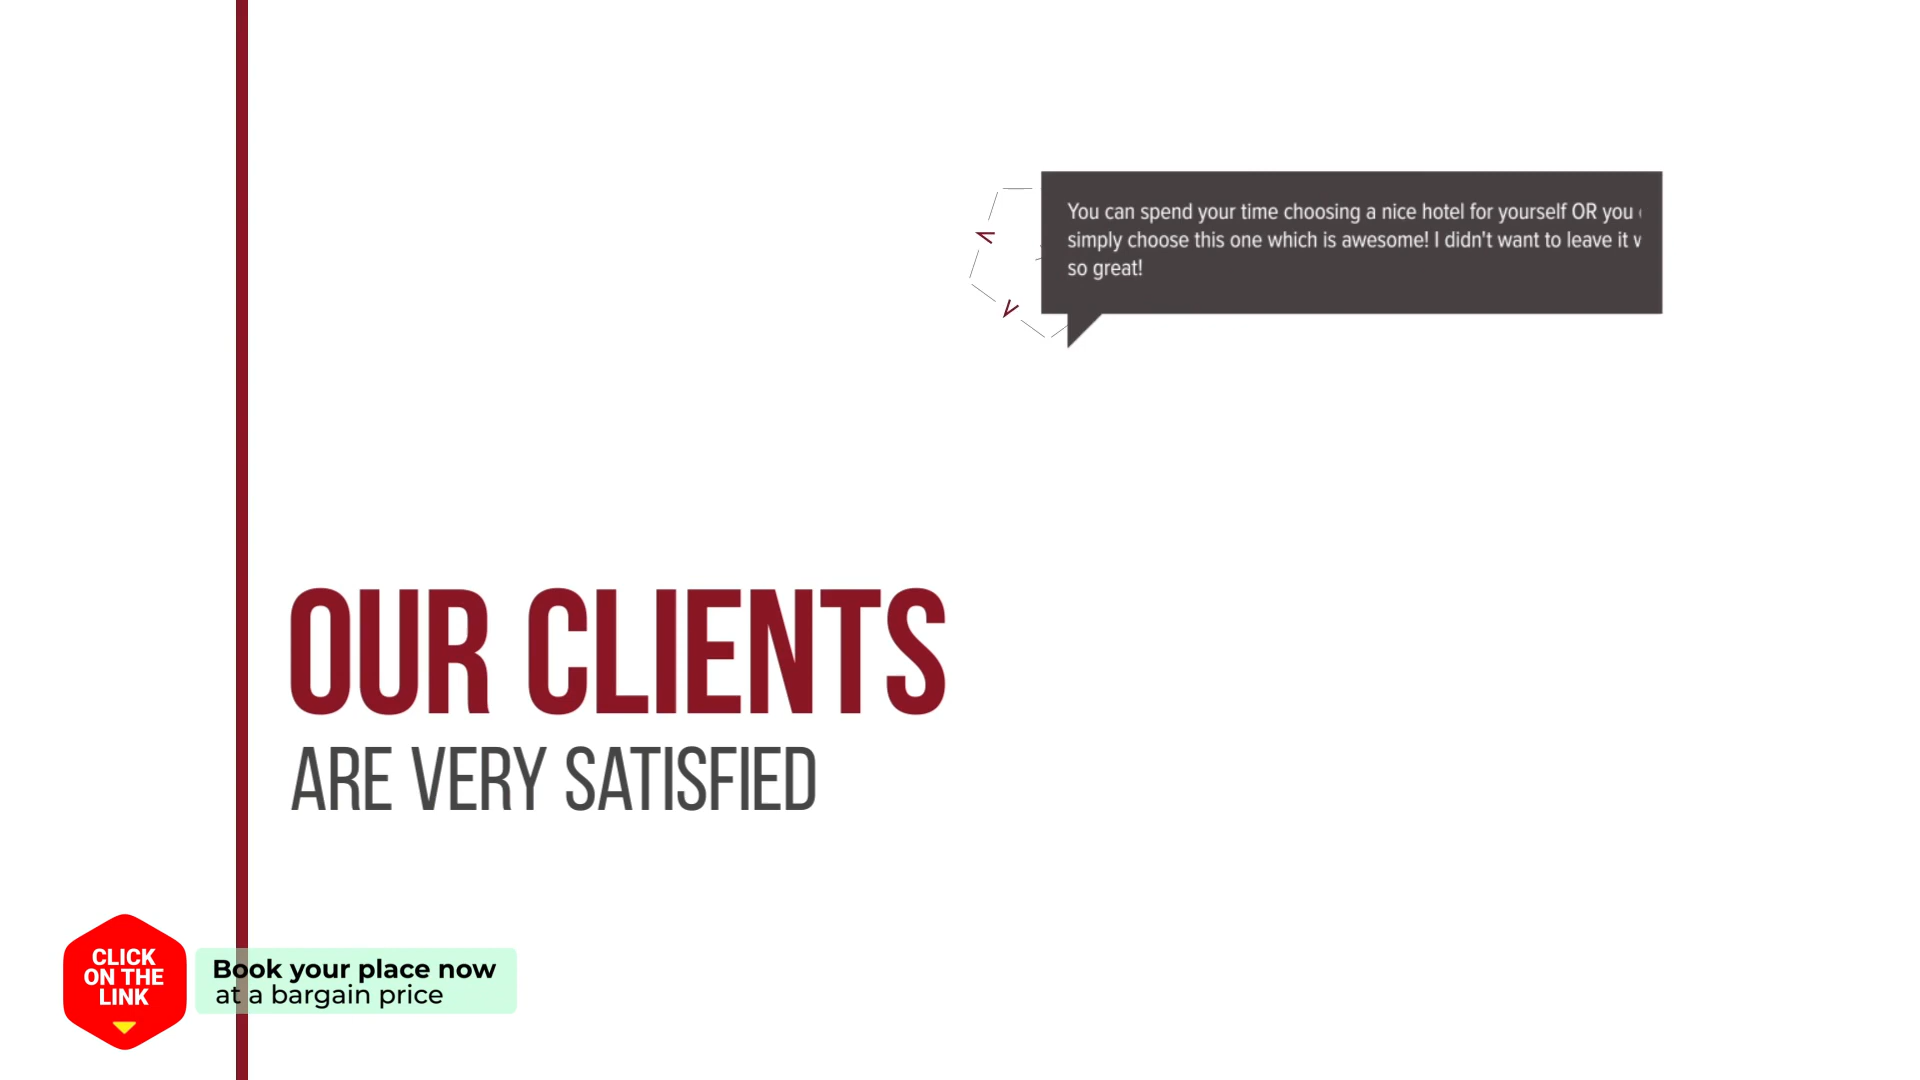 You can spend your time choosing a nice hotel for yourself OR you
simply choose this one which is awesome! I didn't want to leave it
so great!
OUR CLIENTS
ARE VERY SATISFIED
CLICK
ON THE
LINK
Book your place now
at a bargain price